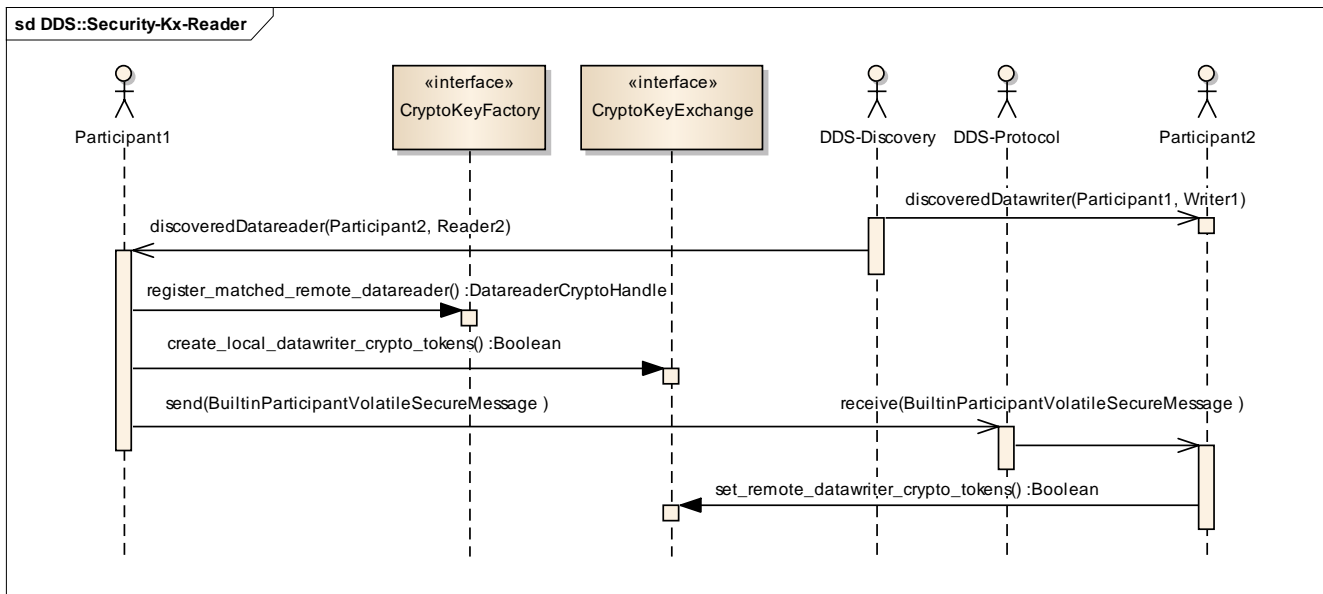 sd DDS::Security-Kx-Reader
«interface»
CryptoKeyFactory
«interface»
CryptoKeyExchange
Participant1
DDS-Discovery
DDS-Protocol
Participant2
discoveredDatawriter(Participant1, Writer1)
discoveredDatareader(Participant2, Reader2)
register_matched_remote_datareader() :DatareaderCryptoHandle
create_local_datawriter_crypto_tokens() :Boolean
send(BuiltinParticipantVolatileSecureMessage )
receive(BuiltinParticipantVolatileSecureMessage )
set_remote_datawriter_crypto_tokens() :Boolean